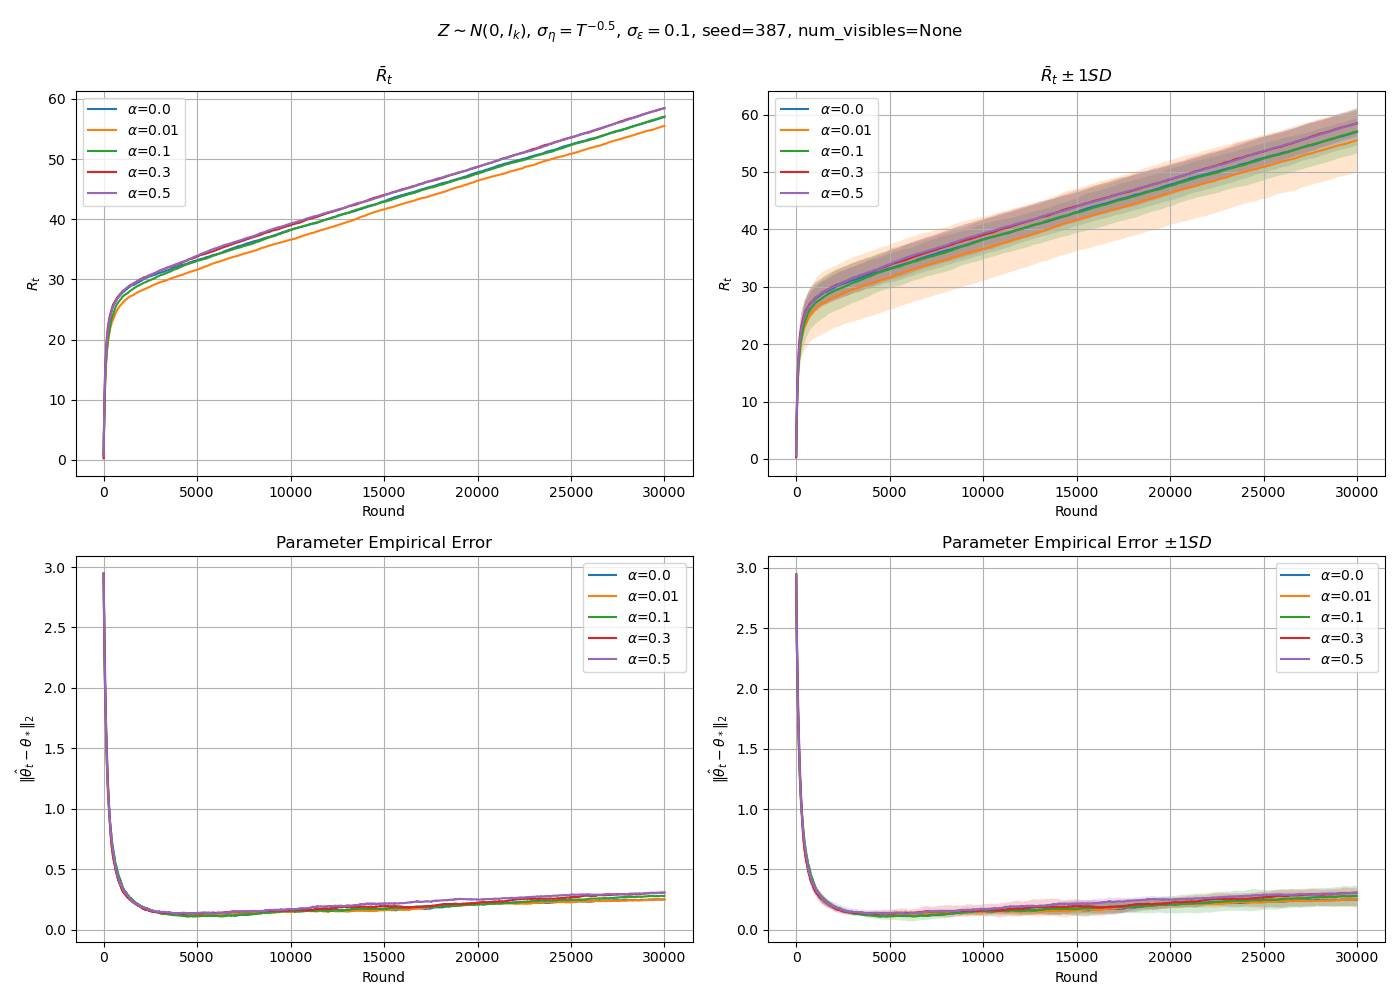 Z ∼ N(0, I_k), σ_η = T^{-0.5}, σ_ε = 0.1, seed=387, num_visibles=None
R̄_t
R_t
60
50
40
30
20
10
0
α=0.0
α=0.01
α=0.1
α=0.3
α=0.5
0 5000 10000 15000 20000 25000 30000
Round
R̄_t ± 1SD
R_t
60
50
40
30
20
10
0
α=0.0
α=0.01
α=0.1
α=0.3
α=0.5
0 5000 10000 15000 20000 25000 30000
Round
Parameter Empirical Error
‖θ̂_t − θ_*‖_2
3.0
2.5
2.0
1.5
1.0
0.5
0.0
α=0.0
α=0.01
α=0.1
α=0.3
α=0.5
0 5000 10000 15000 20000 25000 30000
Round
Parameter Empirical Error ±1SD
‖θ̂_t − θ_*‖_2
3.0
2.5
2.0
1.5
1.0
0.5
0.0
α=0.0
α=0.01
α=0.1
α=0.3
α=0.5
0 5000 10000 15000 20000 25000 30000
Round